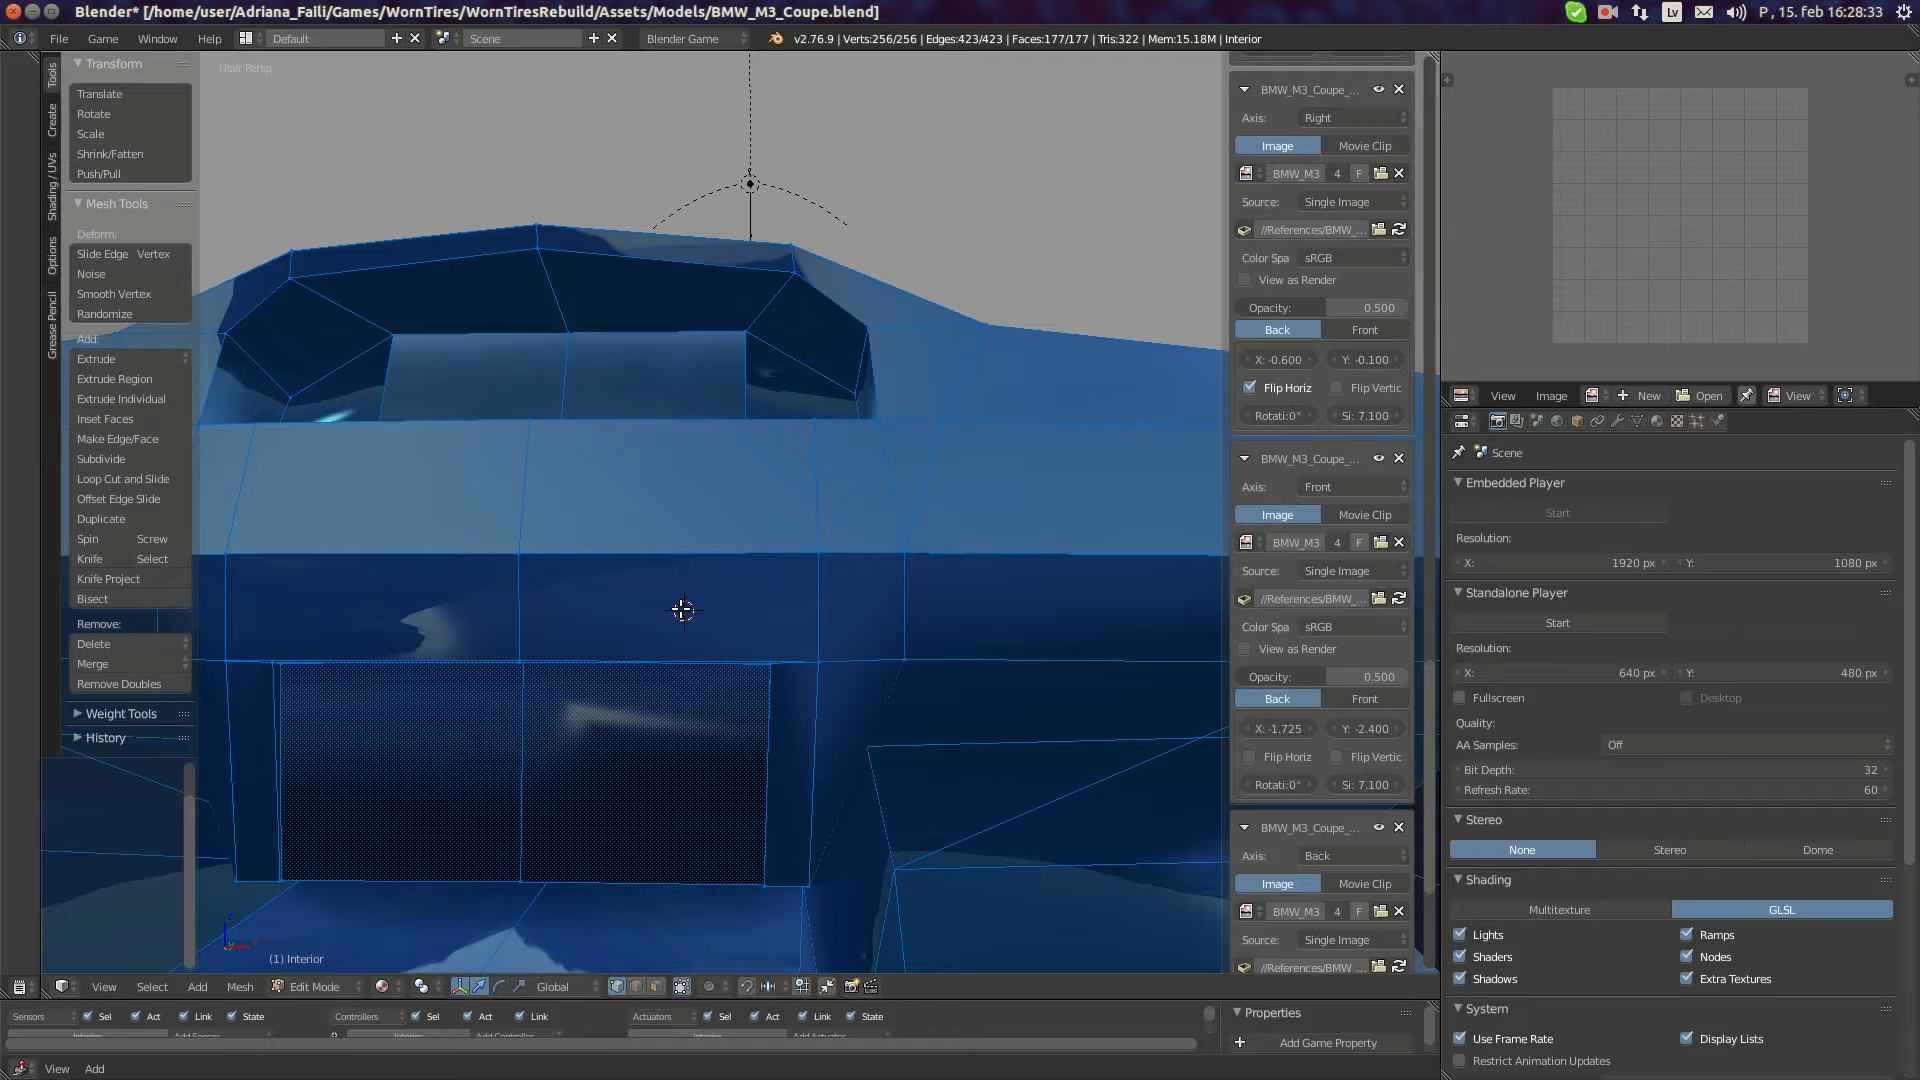 Blender* [/home/user/Adriana_Faili/Games/WornTires/WornTiresRebuild/Assets/Models/BMW_M3_Coupe.blend]
Lv
P , 15. feb 16:28:33
File Game Window Help
Default
Scene
Blender Game
v2.76.9 | Verts:256/256 | Edges:423/423 | Faces:177/177 | Tris:322 | Mem:15.18M | Interior
Tools
Create
Shading / UVs
Options
Grease Pencil
Transform
Translate
Rotate
Scale
Shrink/Fatten
Push/Pull
Mesh Tools
Deform:
Slide Edge Vertex
Noise
Smooth Vertex
Randomize
Add:
Extrude
Extrude Region
Extrude Individual
Inset Faces
Make Edge/Face
Subdivide
Loop Cut and Slide
Offset Edge Slide
Duplicate
Spin Screw
Knife Select
Knife Project
Bisect
Remove:
Delete
Merge
Remove Doubles
Weight Tools
History
User Persp
(1) Interior
BMW_M3_Coupe_...
Axis: Right
Image Movie Clip
BMW_M3 4 F
Source: Single Image
//References/BMW_...
Color Spa sRGB
View as Render
Opacity: 0.500
Back Front
X: -0.600 Y: -0.100
Flip Horiz Flip Vertic
Rotati:0° Si: 7.100
BMW_M3_Coupe_...
Axis: Front
Image Movie Clip
BMW_M3 4 F
Source: Single Image
//References/BMW_...
Color Spa sRGB
View as Render
Opacity: 0.500
Back Front
X: -1.725 Y: -2.400
Flip Horiz Flip Vertic
Rotati:0° Si: 7.100
BMW_M3_Coupe_...
Axis: Back
Image Movie Clip
BMW_M3 4 F
Source: Single Image
//References/BMW_...
View Image New Open View
Scene
Embedded Player
Start
Resolution:
X: 1920 px Y: 1080 px
Standalone Player
Start
Resolution:
X: 640 px Y: 480 px
Fullscreen Desktop
Quality:
AA Samples: Off
Bit Depth: 32
Refresh Rate: 60
Stereo
None Stereo Dome
Shading
Multitexture GLSL
Lights Ramps
Shaders Nodes
Shadows Extra Textures
System
Use Frame Rate Display Lists
Restrict Animation Updates
View Select Add Mesh Edit Mode Global
Sensors Sel Act Link State
Controllers Sel Act Link
Actuators Sel Act Link State
Interior Add Sensor Interior Add Controller Interior Add Actuator
Properties
Add Game Property
View Add